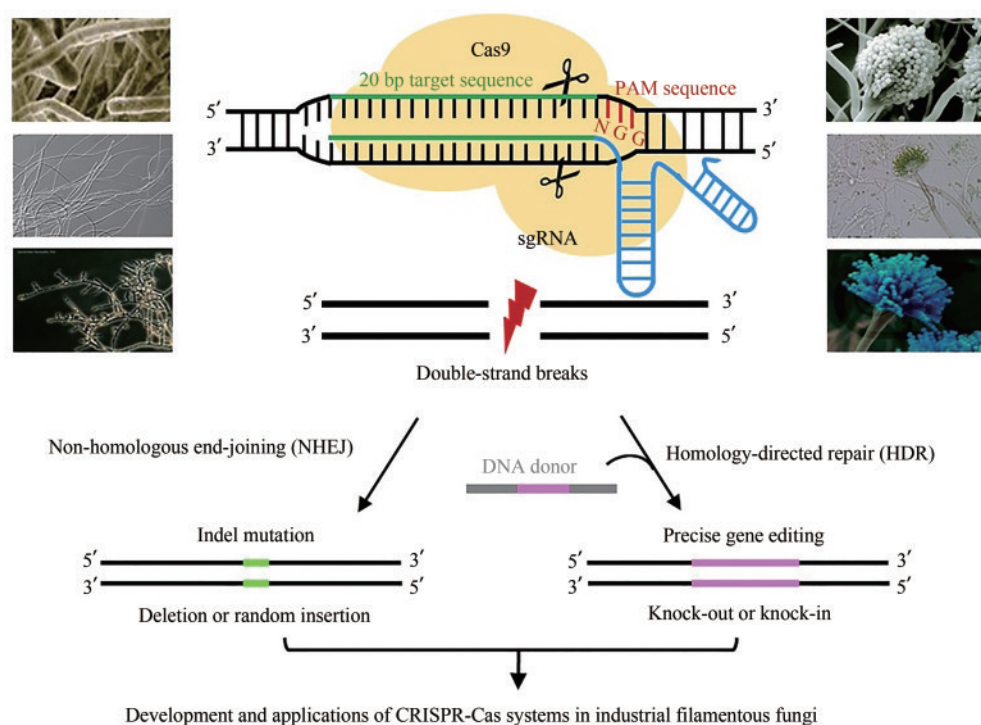 Cas9
20 bp target sequence
PAM sequence
5′
3′
N G G
3′
5′
sgRNA
5′
3′
3′
5′
Double-strand breaks
Non-homologous end-joining (NHEJ)
DNA donor
Homology-directed repair (HDR)
Indel mutation
Precise gene editing
5′
3′
5′
3′
3′
5′
3′
5′
Deletion or random insertion
Knock-out or knock-in
Development and applications of CRISPR-Cas systems in industrial filamentous fungi